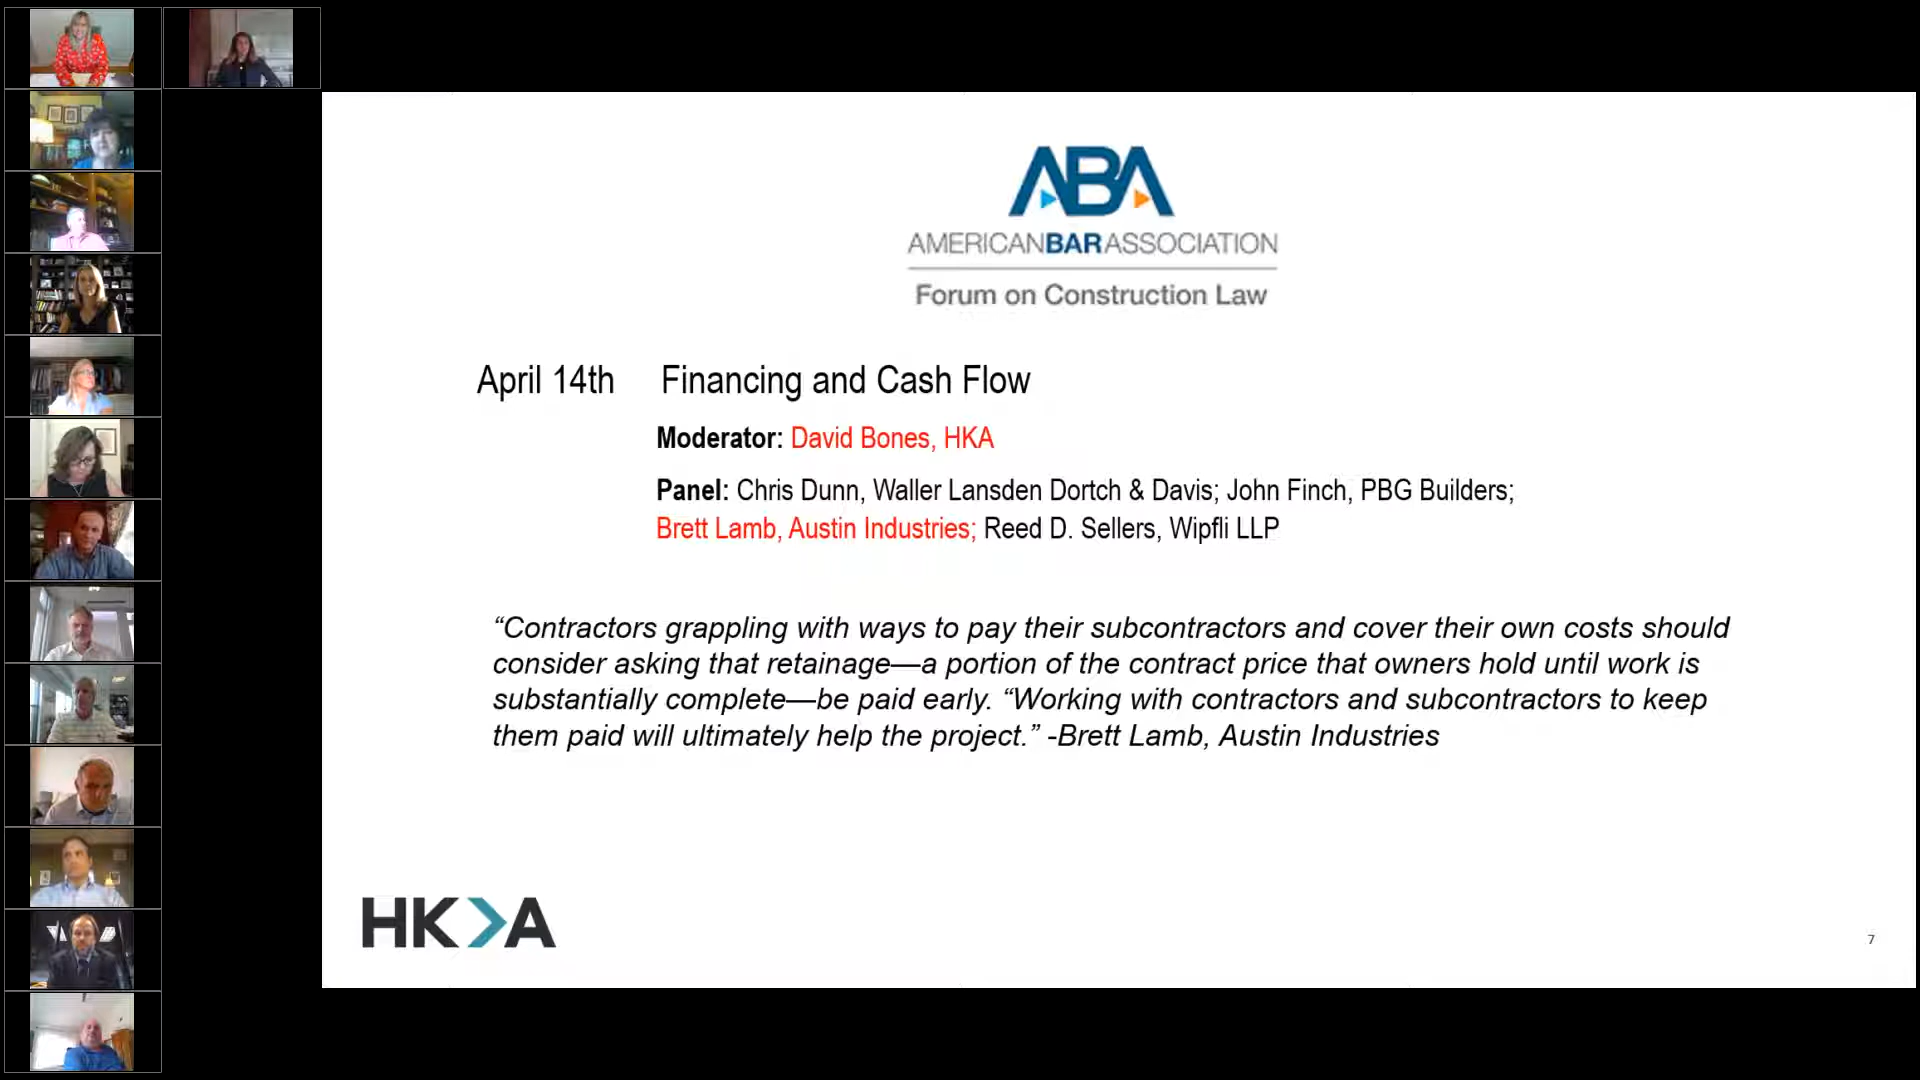 ABA
AMERICANBARASSOCIATION
Forum on Construction Law
April 14th Financing and Cash Flow
Moderator: David Bones, HKA
Panel: Chris Dunn, Waller Lansden Dortch & Davis; John Finch, PBG Builders;
Brett Lamb, Austin Industries; Reed D. Sellers, Wipfli LLP
“Contractors grappling with ways to pay their subcontractors and cover their own costs should
consider asking that retainage—a portion of the contract price that owners hold until work is
substantially complete—be paid early. “Working with contractors and subcontractors to keep
them paid will ultimately help the project.” -Brett Lamb, Austin Industries
HKA
7